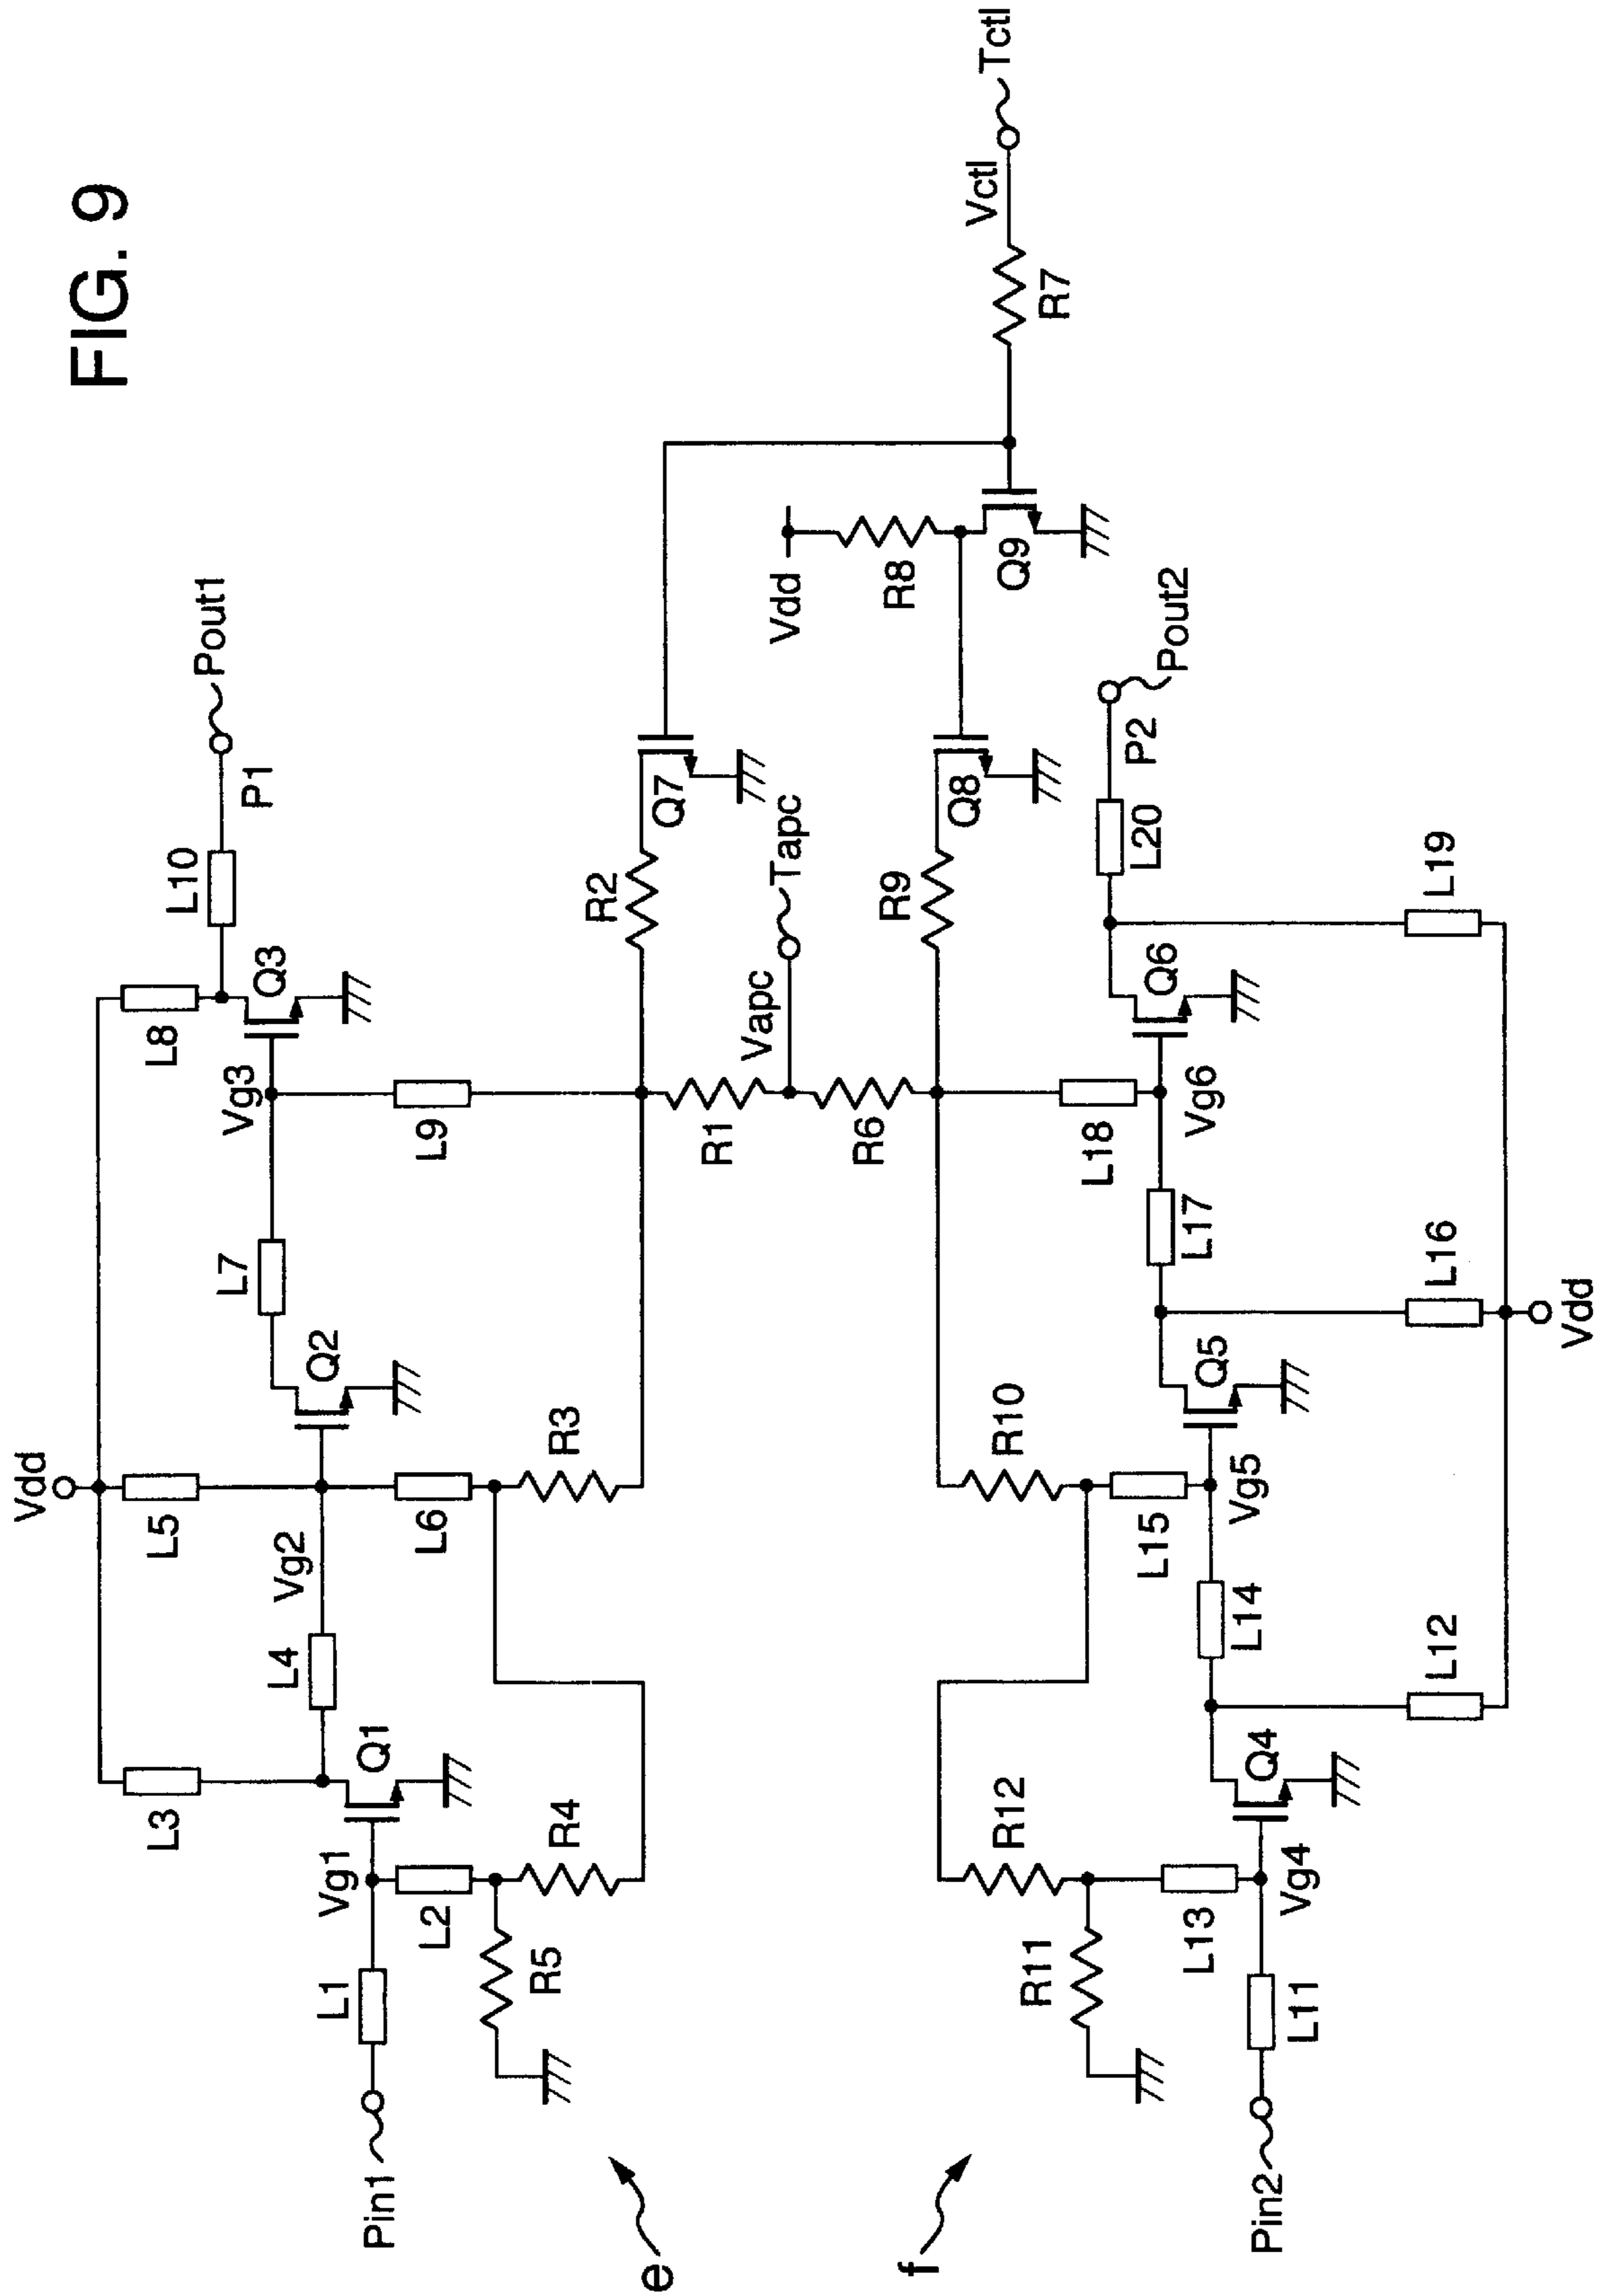 FIG. 9
Vdd
L3
L5
L8
L10
P1
Pout1
Pin1
L1
Vg1
Q1
L4
Vg2
Q2
L7
Vg3
Q3
L2
L6
L9
R5
R4
R3
R2
Q7
e
R1
Vapc
Tapc
Vdd
R8
f
R6
R9
Q8
Q9
Vctl
Tctl
R7
R11
R12
R10
L18
L13
L15
Pin2
L11
Vg4
Q4
L14
Vg5
Q5
L17
Vg6
Q6
L20
P2
Pout2
L12
L16
L19
Vdd